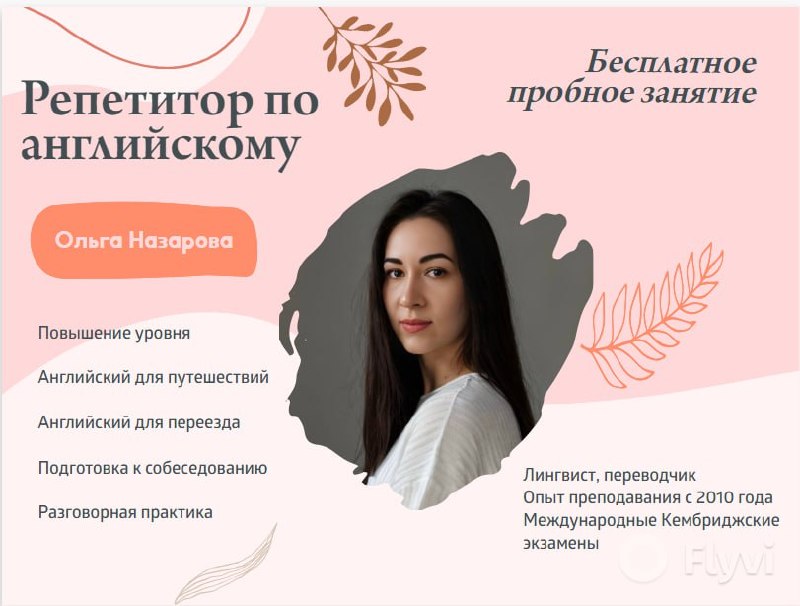 Репетитор по
английскому
Бесплатное
пробное занятие
Ольга Назарова
Повышение уровня
Английский для путешествий
Английский для переезда
Подготовка к собеседованию
Разговорная практика
Лингвист, переводчик
Опыт преподавания с 2010 года
Международные Кембриджские
экзамены
Flyvi